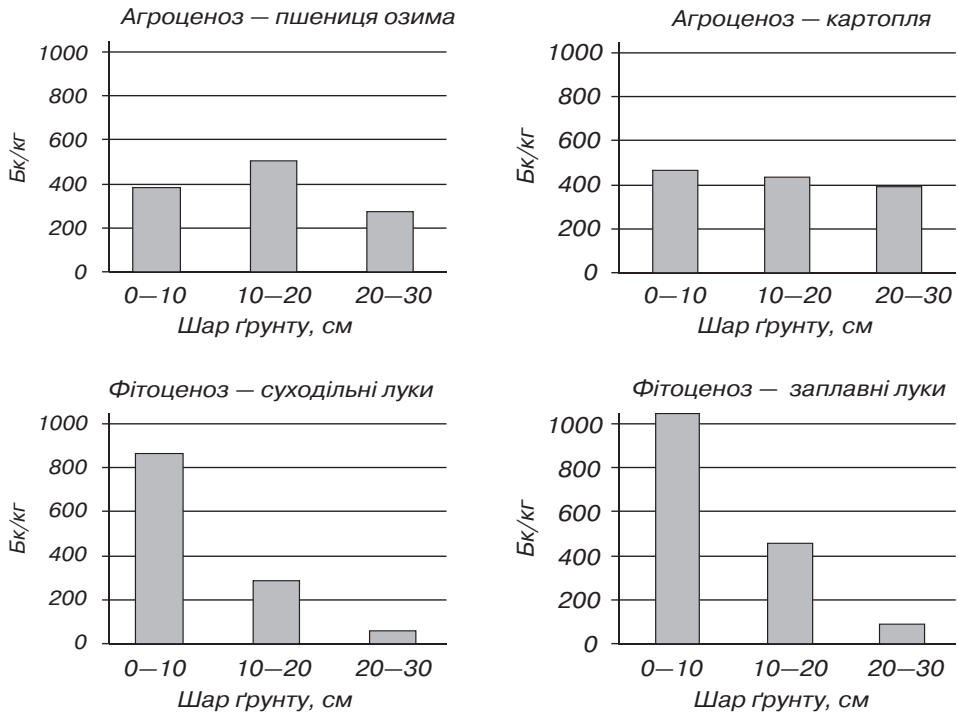 Агроценоз — пшениця озима
1000
800
600
400
200
0
Бк/кг
0—10 10—20 20—30
Шар ґрунту, см
Агроценоз — картопля
1000
800
600
400
200
0
Бк/кг
0—10 10—20 20—30
Шар ґрунту, см
Фітоценоз — суходільні луки
1000
800
600
400
200
0
Бк/кг
0—10 10—20 20—30
Шар ґрунту, см
Фітоценоз — заплавні луки
1000
800
600
400
200
0
Бк/кг
0—10 10—20 20—30
Шар ґрунту, см